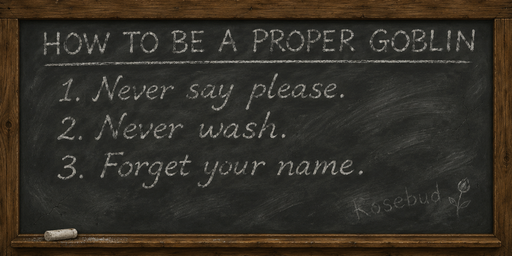 HOW TO BE A PROPER GOBLIN
1. Never say please.
2. Never wash.
3. Forget your name.
Rosebud